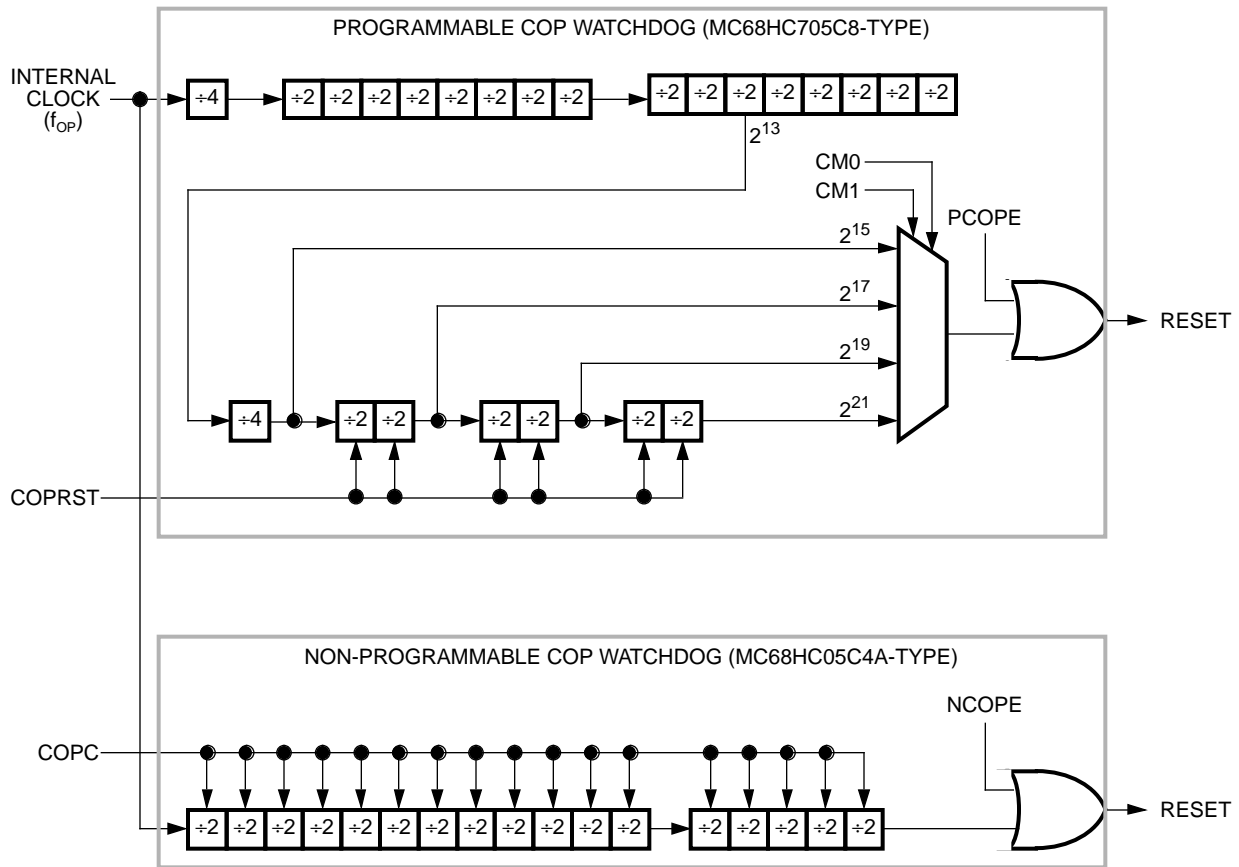 PROGRAMMABLE COP WATCHDOG (MC68HC705C8-TYPE)
INTERNAL
CLOCK
(fOP)
÷4
÷2 ÷2 ÷2 ÷2 ÷2 ÷2 ÷2 ÷2
÷2 ÷2 ÷2 ÷2 ÷2 ÷2 ÷2 ÷2
2^13
CM0
CM1
PCOPE
2^15
2^17
2^19
2^21
RESET
÷4
÷2 ÷2
÷2 ÷2
÷2 ÷2
COPRST
NON-PROGRAMMABLE COP WATCHDOG (MC68HC05C4A-TYPE)
NCOPE
COPC
÷2 ÷2 ÷2 ÷2 ÷2 ÷2 ÷2 ÷2 ÷2 ÷2 ÷2 ÷2
÷2 ÷2 ÷2 ÷2 ÷2
RESET